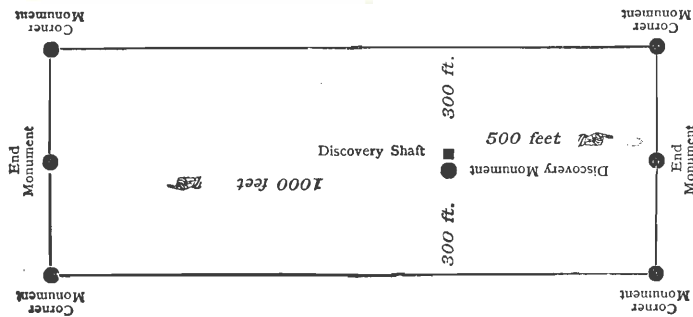 Corner
Monument
Corner
Monument
300 ft.
End
Monument
Discovery Shaft
500 feet
End
Monument
Discovery Monument
1000 feet
300 ft.
Corner
Monument
Corner
Monument